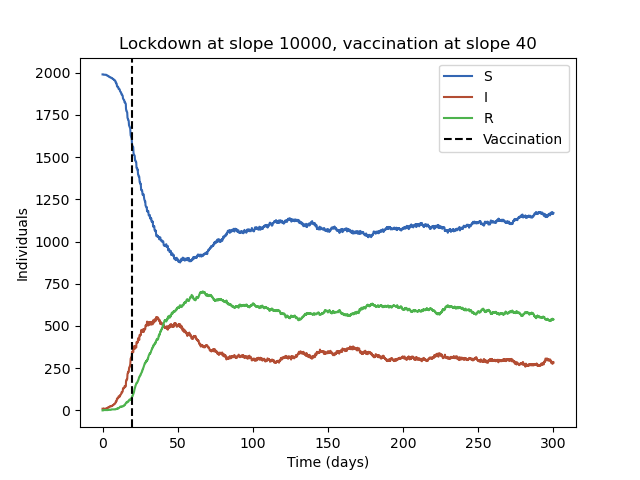 Lockdown at slope 10000, vaccination at slope 40
S
I
R
Vaccination
Individuals
2000
1750
1500
1250
1000
750
500
250
0
0 50 100 150 200 250 300
Time (days)